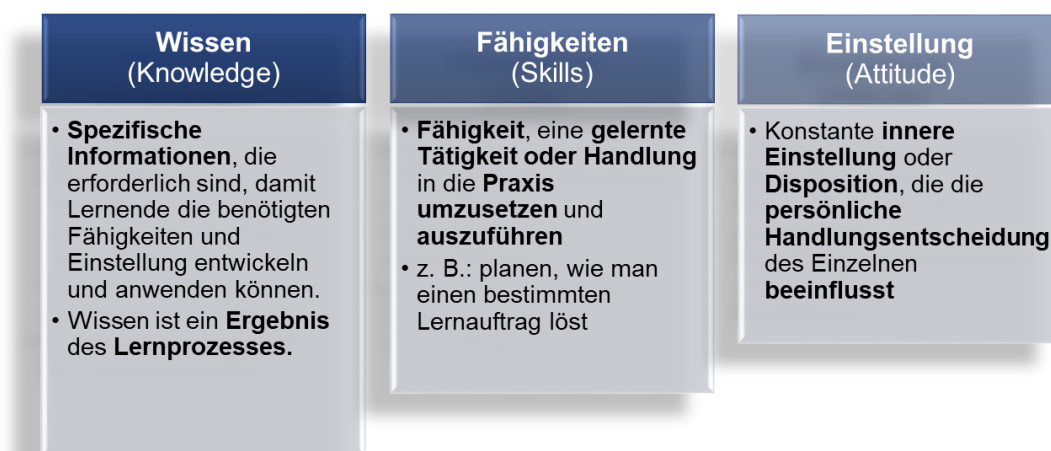 Wissen
(Knowledge)
• Spezifische
Informationen, die
erforderlich sind, damit
Lernende die benötigten
Fähigkeiten und
Einstellung entwickeln
und anwenden können.
• Wissen ist ein Ergebnis
des Lernprozesses.
Fähigkeiten
(Skills)
• Fähigkeit, eine gelernte
Tätigkeit oder Handlung
in die Praxis
umzusetzen und
auszuführen
• z. B.: planen, wie man
einen bestimmten
Lernauftrag löst
Einstellung
(Attitude)
• Konstante innere
Einstellung oder
Disposition, die die
persönliche
Handlungsentscheidung
des Einzelnen
beeinflusst